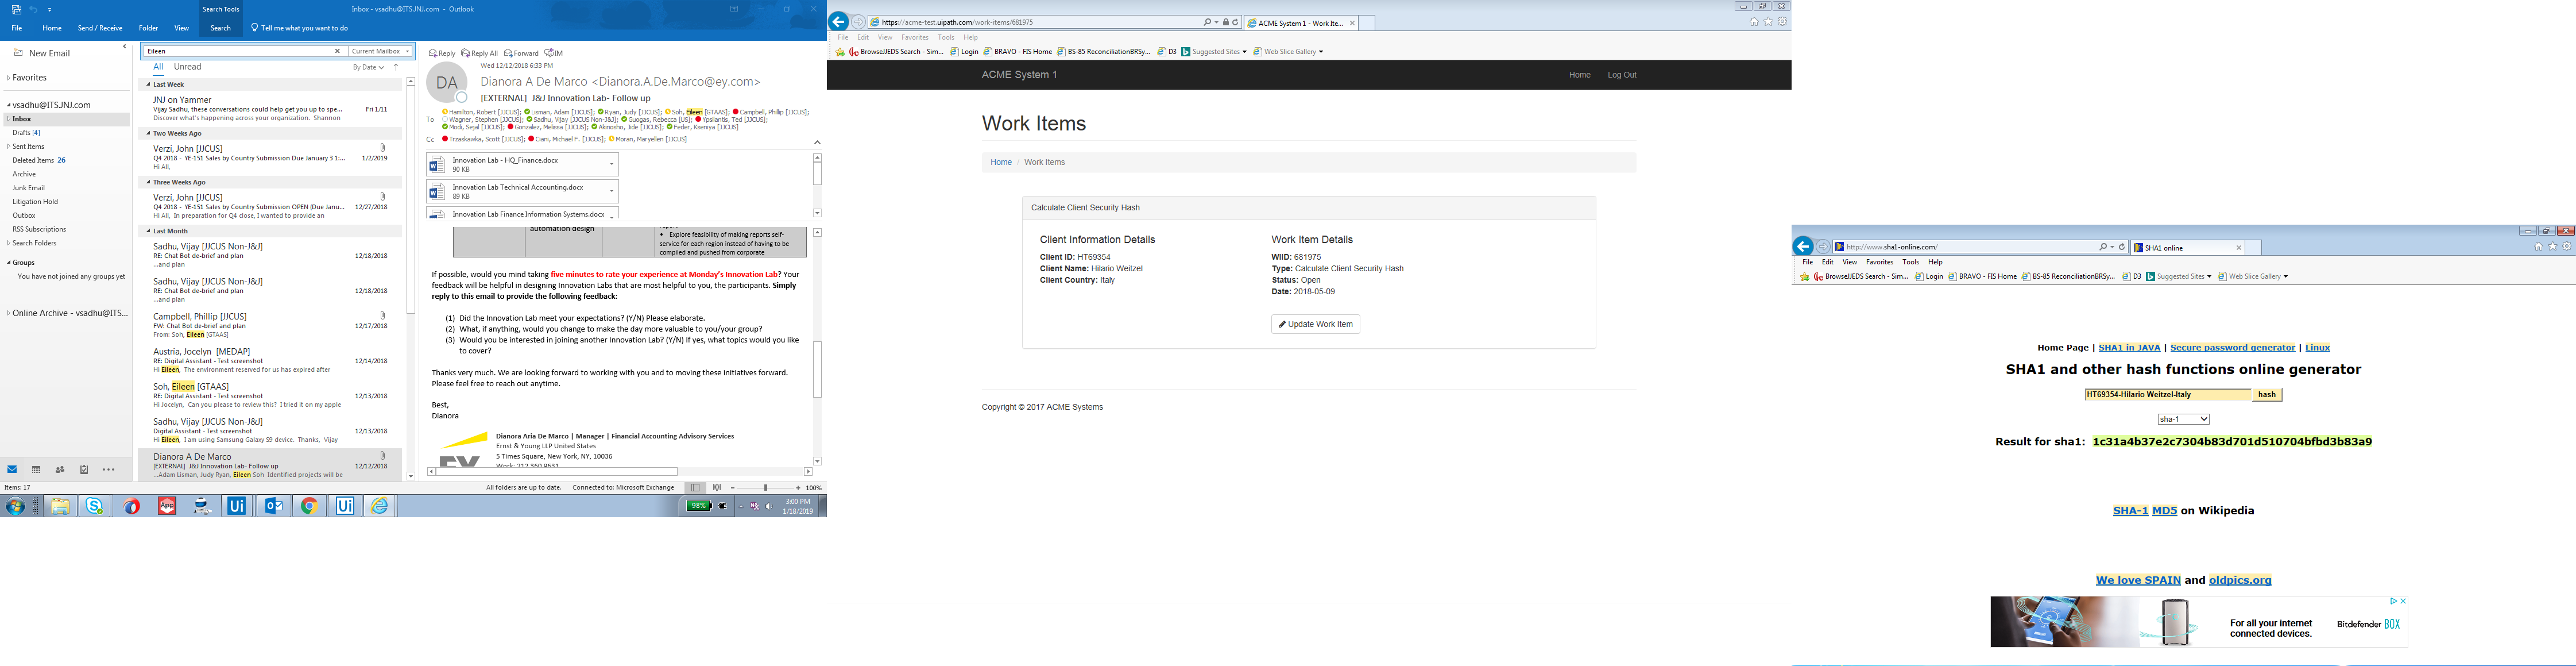 Search Tools
Inbox - vsadhu@ITS.JNJ.com - Outlook
File Home Send / Receive Folder View Search Tell me what you want to do
New Email
Favorites
vsadhu@ITS.JNJ.com
Inbox
Drafts [4]
Sent Items
Deleted Items 26
Archive
Junk Email
Litigation Hold
Outbox
RSS Subscriptions
Search Folders
Groups
You have not joined any groups yet
Online Archive - vsadhu@ITS...
Eileen
Current Mailbox
All Unread
By Date
Last Week
JNJ on Yammer
Vijay Sadhu, these conversations could help get you up to spe... Fri 1/11
Discover what's happening across your organization. Shannon
Two Weeks Ago
Verzi, John [JJCUS]
Q4 2018 - YE-151 Sales by Country Submission Due January 3 1:... 1/2/2019
Hi All,
Three Weeks Ago
Verzi, John [JJCUS]
Q4 2018 - YE-151 Sales by Country Submission OPEN (Due Janu... 12/27/2018
Hi All, In preparation for Q4 close, I wanted to provide an
Last Month
Sadhu, Vijay [JJCUS Non-J&J]
RE: Chat Bot de-brief and plan 12/18/2018
...and plan
Sadhu, Vijay [JJCUS Non-J&J]
RE: Chat Bot de-brief and plan 12/18/2018
...and plan
Campbell, Phillip [JJCUS]
FW: Chat Bot de-brief and plan 12/17/2018
From: Soh, Eileen [GTAAS]
Austria, Jocelyn [MEDAP]
RE: Digital Assistant - Test screenshot 12/14/2018
Hi Eileen, The environment reserved for us has expired after
Soh, Eileen [GTAAS]
RE: Digital Assistant - Test screenshot 12/13/2018
Hi Jocelyn, Can you please to review this? I tried it on my apple
Sadhu, Vijay [JJCUS Non-J&J]
Digital Assistant - Test screenshot 12/13/2018
Hi Eileen, I am using Samsung Galaxy S9 device. Thanks, Vijay
Dianora A De Marco
[EXTERNAL] J&J Innovation Lab- Follow up 12/12/2018
...Adam Lisman, Judy Ryan, Eileen Soh Identified projects will be
Reply Reply All Forward IM
Wed 12/12/2018 6:33 PM
DA
Dianora A De Marco <Dianora.A.De.Marco@ey.com>
[EXTERNAL] J&J Innovation Lab- Follow up
To
Hamilton, Robert [JJCUS]; Lisman, Adam [JJCUS]; Ryan, Judy [JJCUS]; Soh, Eileen [GTAAS]; Campbell, Phillip [JJCUS];
Wagner, Stephen [JJCUS]; Sadhu, Vijay [JJCUS Non-J&J]; Guogas, Rebecca [US]; Ypsilantis, Ted [JJCUS];
Modi, Sejal [JJCUS]; Gonzalez, Melissa [JJCUS]; Akinosho, Jide [JJCUS]; Feder, Kseniya [JJCUS]
Cc Trzaskawka, Scott [JJCUS]; Ciani, Michael F. [JJCUS]; Moran, Maryellen [JJCUS]
Innovation Lab - HQ_Finance.docx
90 KB
Innovation Lab Technical Accounting.docx
89 KB
Innovation Lab Finance Information Systems.docx
automation design
• Explore feasibility of making reports self-
service for each region instead of having to be
compiled and pushed from corporate
If possible, would you mind taking five minutes to rate your experience at Monday's Innovation Lab? Your
feedback will be helpful in designing Innovation Labs that are most helpful to you, the participants. Simply
reply to this email to provide the following feedback:
(1) Did the Innovation Lab meet your expectations? (Y/N) Please elaborate.
(2) What, if anything, would you change to make the day more valuable to you/your group?
(3) Would you be interested in joining another Innovation Lab? (Y/N) If yes, what topics would you like
to cover?
Thanks very much. We are looking forward to working with you and to moving these initiatives forward.
Please feel free to reach out anytime.
Best,
Dianora
Dianora Aria De Marco | Manager | Financial Accounting Advisory Services
Ernst & Young LLP United States
5 Times Square, New York, NY, 10036
Work: 212 360 9631
Items: 17
All folders are up to date. Connected to: Microsoft Exchange
100%
98%
3:00 PM
1/18/2019
https://acme-test.uipath.com/work-items/681975
ACME System 1 - Work Ite...
File Edit View Favorites Tools Help
BrowseJJEDS Search - Sim... Login BRAVO - FIS Home BS-85 ReconciliationBRSy... D3 Suggested Sites Web Slice Gallery
ACME System 1
Home Log Out
Work Items
Home / Work Items
Calculate Client Security Hash
Client Information Details
Client ID: HT69354
Client Name: Hilario Weitzel
Client Country: Italy
Work Item Details
WIID: 681975
Type: Calculate Client Security Hash
Status: Open
Date: 2018-05-09
Update Work Item
Copyright © 2017 ACME Systems
http://www.sha1-online.com/
SHA1 online
File Edit View Favorites Tools Help
BrowseJJEDS Search - Sim... Login BRAVO - FIS Home BS-85 ReconciliationBRSy... D3 Suggested Sites Web Slice Gallery
Home Page | SHA1 in JAVA | Secure password generator | Linux
SHA1 and other hash functions online generator
HT69354-Hilario Weitzel-Italy hash
sha-1
Result for sha1: 1c31a4b37e2c7304b83d701d510704bfbd3b83a9
SHA-1 MD5 on Wikipedia
We love SPAIN and oldpics.org
For all your internet
connected devices.
Bitdefender BOX